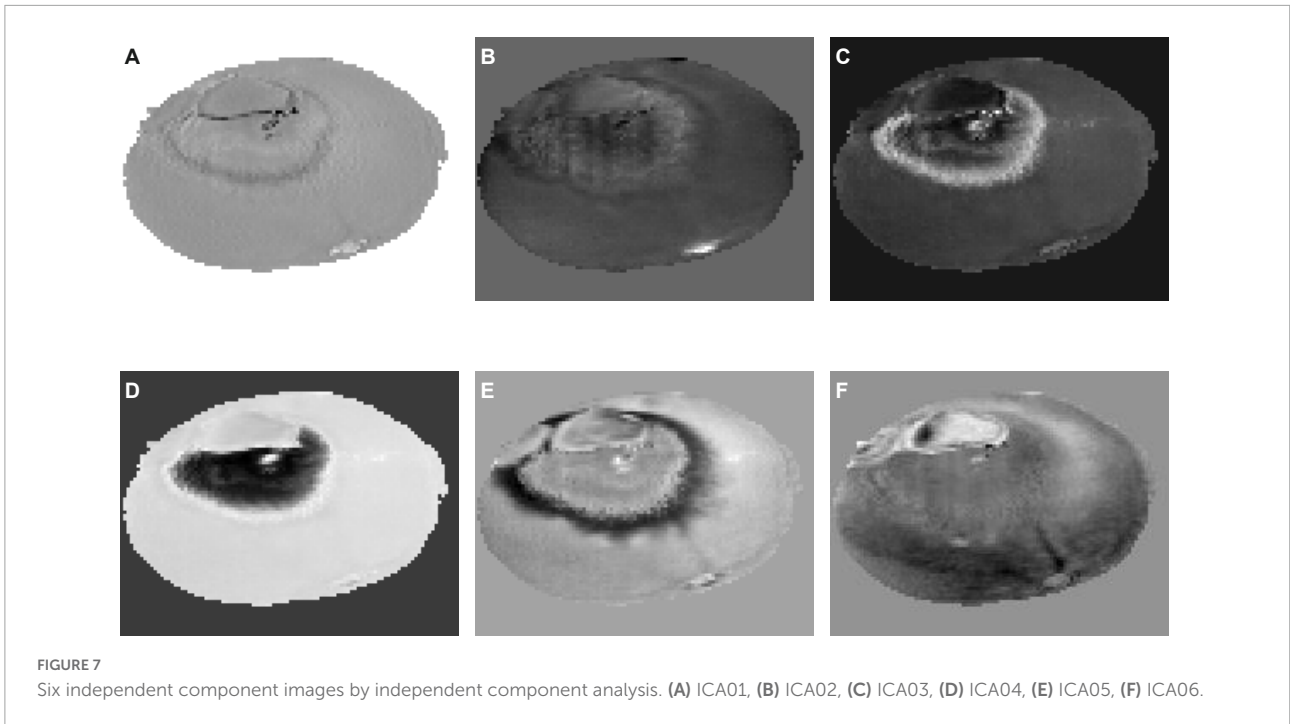 A
B
C
D
E
F
FIGURE 7
Six independent component images by independent component analysis. (A) ICA01, (B) ICA02, (C) ICA03, (D) ICA04, (E) ICA05, (F) ICA06.